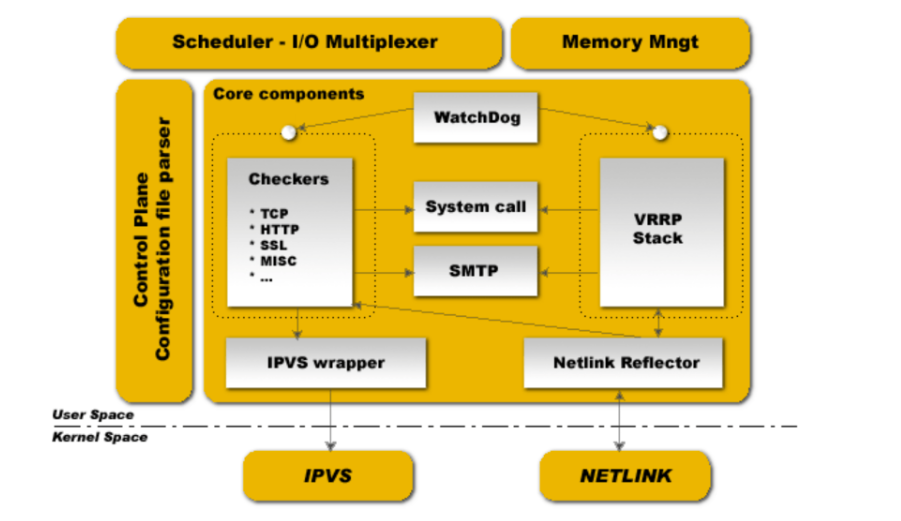 Scheduler - I/O Multiplexer
Memory Mngt
Control Plane
Configuration file parser
Core components
WatchDog
Checkers
* TCP
* HTTP
* SSL
* MISC
* ...
System call
SMTP
VRRP
Stack
IPVS wrapper
Netlink Reflector
User Space
Kernel Space
IPVS
NETLINK